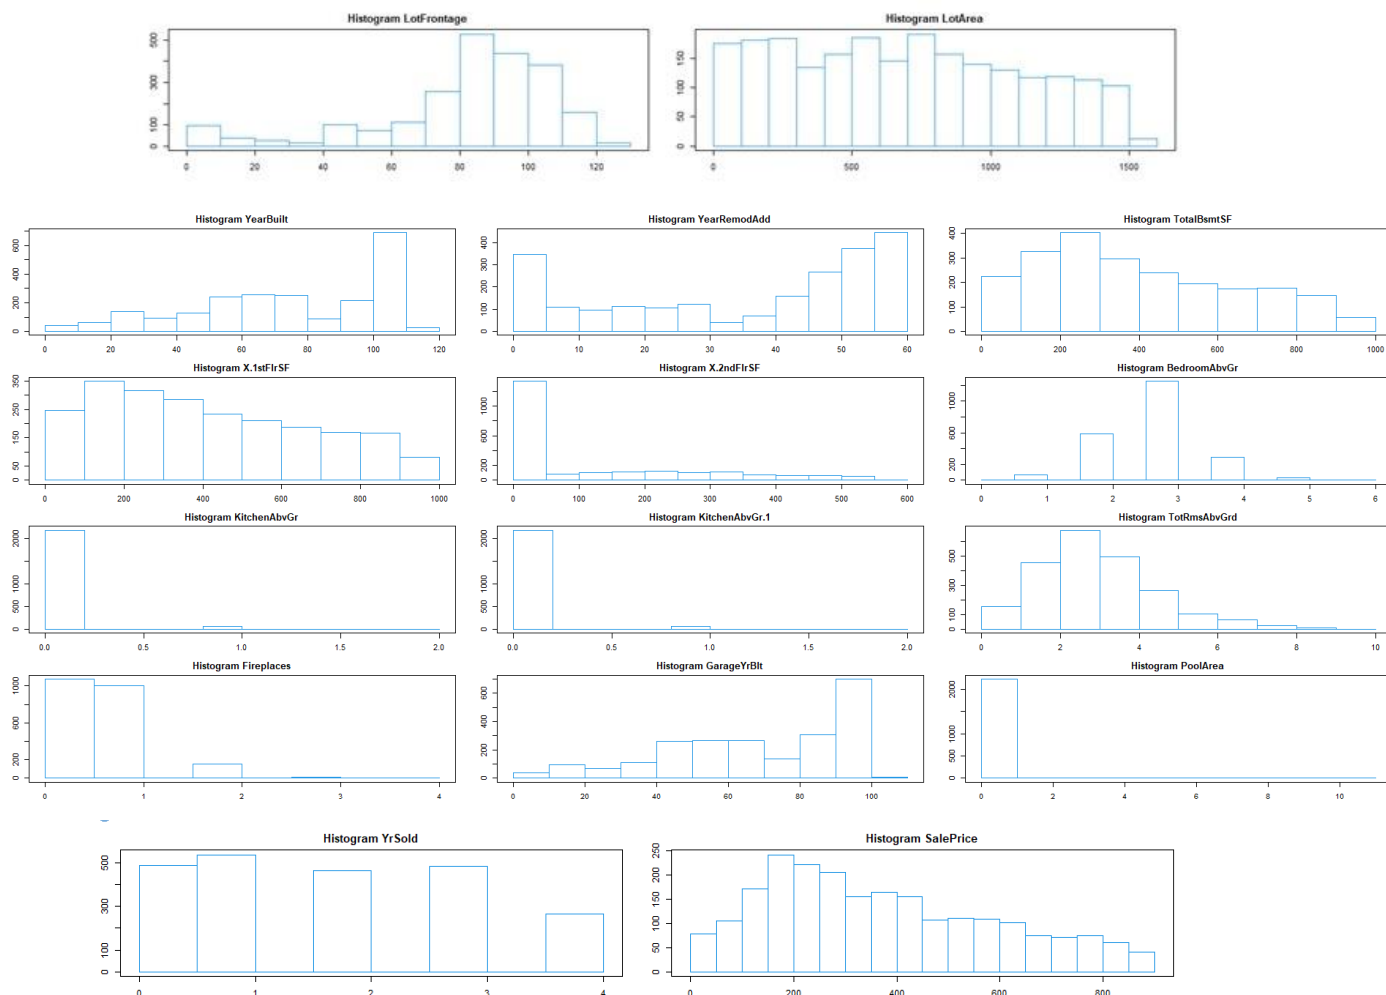 Histogram LotFrontage
500
300
100
0
0 20 40 60 80 100 120
Histogram LotArea
150
100
50
0
0 500 1000 1500
Histogram YearBuilt
600
400
200
0
0 20 40 60 80 100 120
Histogram YearRemodAdd
400
300
200
100
0
0 10 20 30 40 50 60
Histogram TotalBsmtSF
400
300
200
100
0
0 200 400 600 800 1000
Histogram X.1stFlrSF
350
250
150
50
0
0 200 400 600 800 1000
Histogram X.2ndFlrSF
1000
600
200
0
0 100 200 300 400 500 600
Histogram BedroomAbvGr
1000
600
200
0
0 1 2 3 4 5 6
Histogram KitchenAbvGr
2000
1000
500
0
0.0 0.5 1.0 1.5 2.0
Histogram KitchenAbvGr.1
2000
1000
500
0
0.0 0.5 1.0 1.5 2.0
Histogram TotRmsAbvGrd
500
300
100
0
0 2 4 6 8 10
Histogram Fireplaces
1000
600
200
0
0 1 2 3 4
Histogram GarageYrBlt
600
400
200
0
0 20 40 60 80 100
Histogram PoolArea
2000
1000
500
0
0 2 4 6 8 10
Histogram YrSold
500
300
100
0
0 1 2 3 4
Histogram SalePrice
250
200
150
100
50
0
0 200 400 600 800